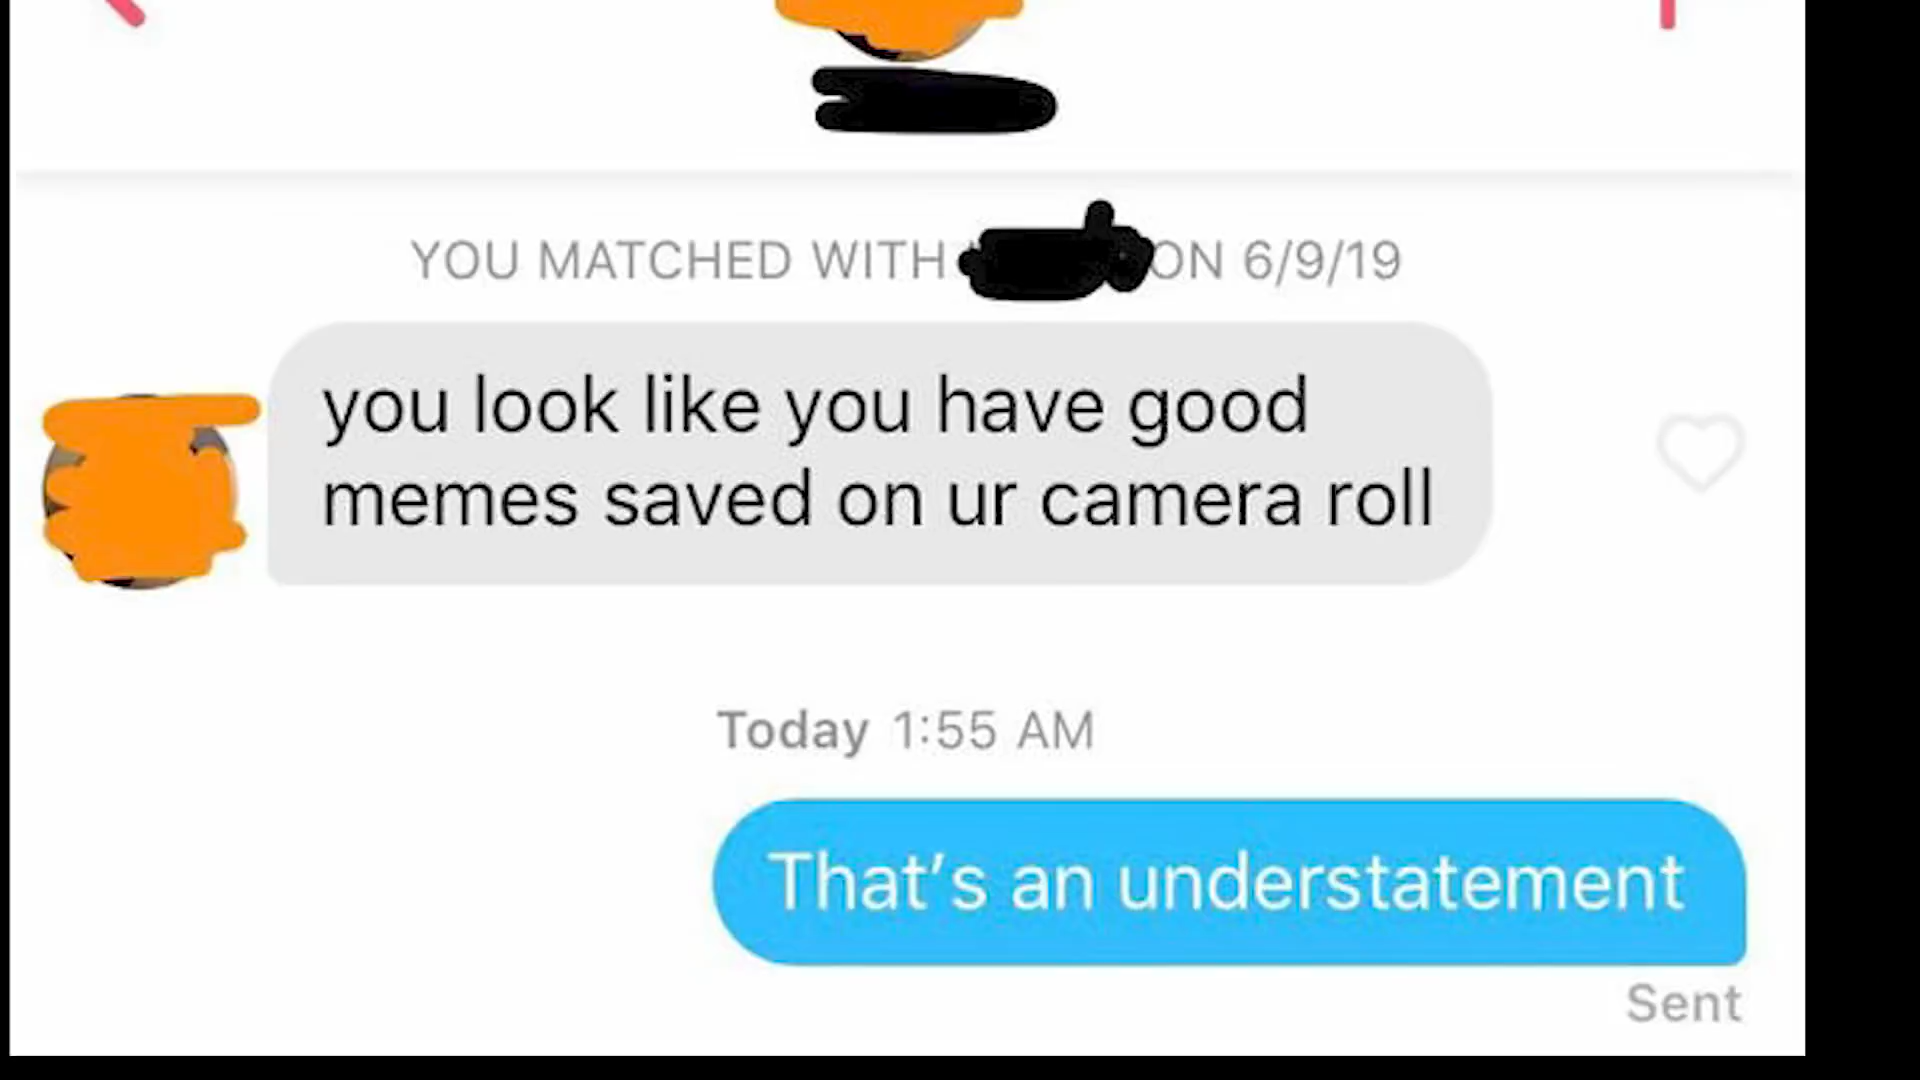 YOU MATCHED WITH ON 6/9/19
you look like you have good
memes saved on ur camera roll
Today 1:55 AM
That's an understatement
Sent